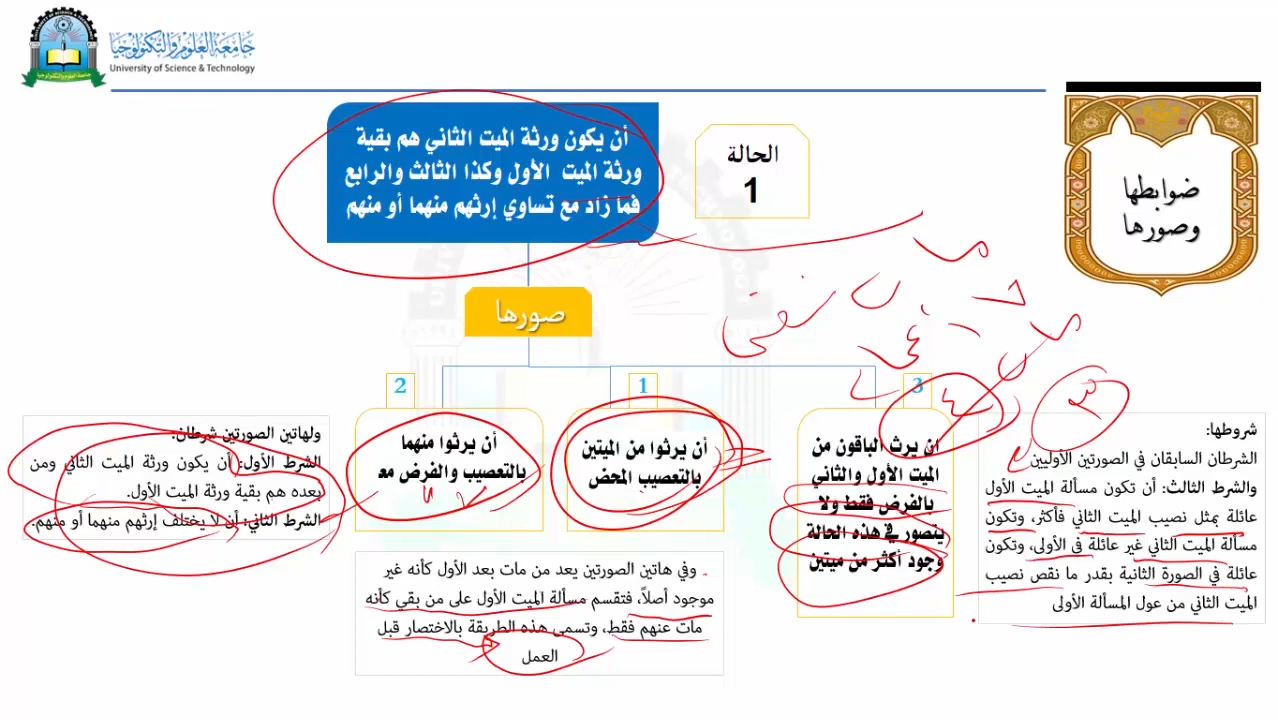 جامعة العلوم والتكنولوجيا
University of Science & Technology
ضوابطها
وصورها
الحالة
1
أن يكون ورثة الميت الثاني هم بقية
ورثة الميت الأول وكذا الثالث والرابع
فما زاد مع تساوي إرثهم منهما أو منهم
صورها
3
أن يرث الباقون من
الميت الأول والثاني
بالفرض فقط ولا
يتصور في هذه الحالة
وجود أكثر من ميتين
شروطها:
الشرطان السابقان في الصورتين الأوليين
والشرط الثالث: أن تكون مسألة الميت الأول
عائلة بمثل نصيب الميت الثاني فأكثر، وتكون
مسألة الميت الثاني غير عائلة في الأولى، وتكون
عائلة في الصورة الثانية بقدر ما نقص نصيب
الميت الثاني من عول المسألة الأولى
1
أن يرثوا من الميتين
بالتعصيب المحض
2
أن يرثوا منهما
بالتعصيب والفرض مع
ولهاتين الصورتين شرطان:
الشرط الأول: أن يكون ورثة الميت الثاني ومن
بعده هم بقية ورثة الميت الأول.
الشرط الثاني: أن لا يختلف إرثهم منهما أو منهم.
وفي هاتين الصورتين يعد من مات بعد الأول كأنه غير
موجود أصلاً، فتقسم مسألة الميت الأول على من بقي كأنه
مات عنهم فقط، وتسمى هذه الطريقة بالاختصار قبل
العمل